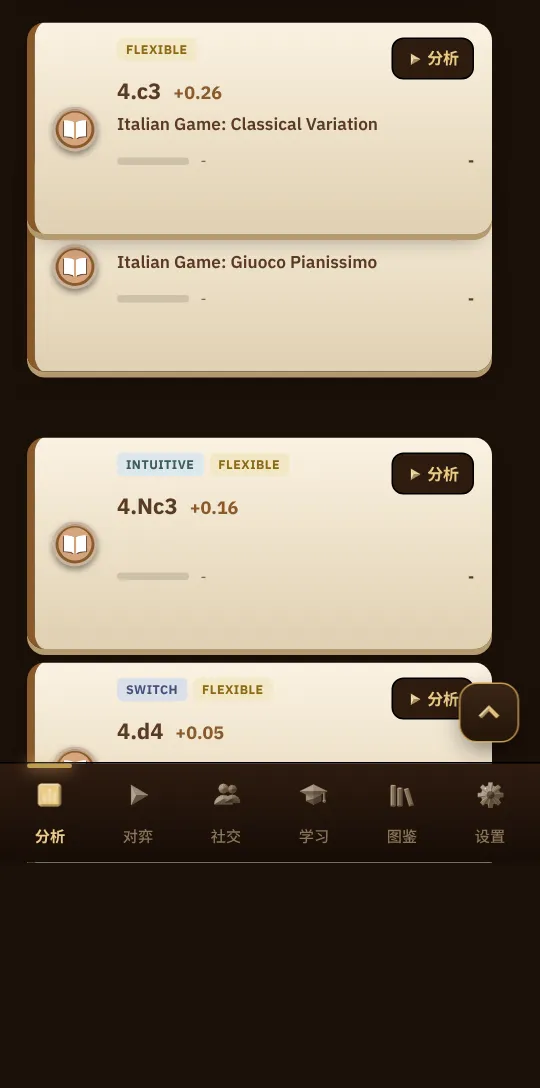 FLEXIBLE
分析
4.c3 +0.26
Italian Game: Classical Variation
- -
Italian Game: Giuoco Pianissimo
- -
INTUITIVE FLEXIBLE
分析
4.Nc3 +0.16
- -
SWITCH FLEXIBLE
分析
4.d4 +0.05
分析 对弈 社交 学习 图鉴 设置